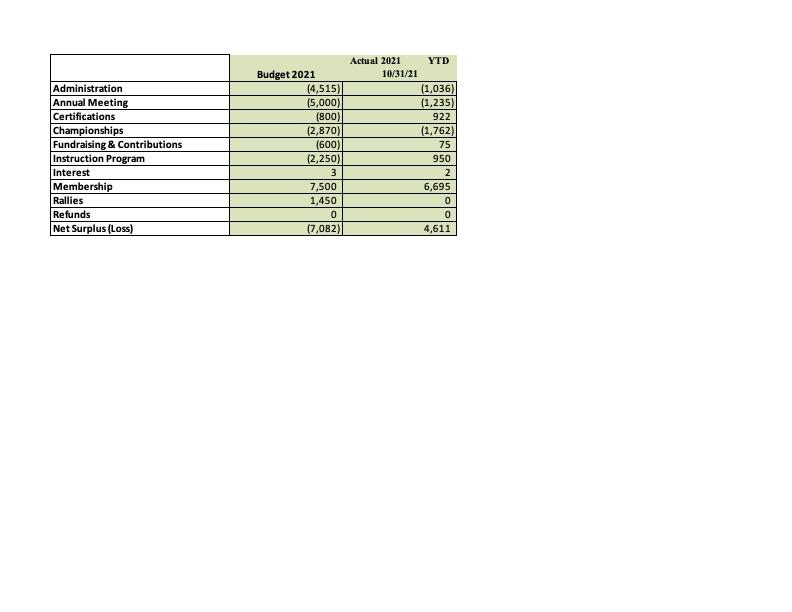 Actual 2021 YTD
Budget 2021 10/31/21
Administration (4,515) (1,036)
Annual Meeting (5,000) (1,235)
Certifications (800) 922
Championships (2,870) (1,762)
Fundraising & Contributions (600) 75
Instruction Program (2,250) 950
Interest 3 2
Membership 7,500 6,695
Rallies 1,450 0
Refunds 0 0
Net Surplus (Loss) (7,082) 4,611